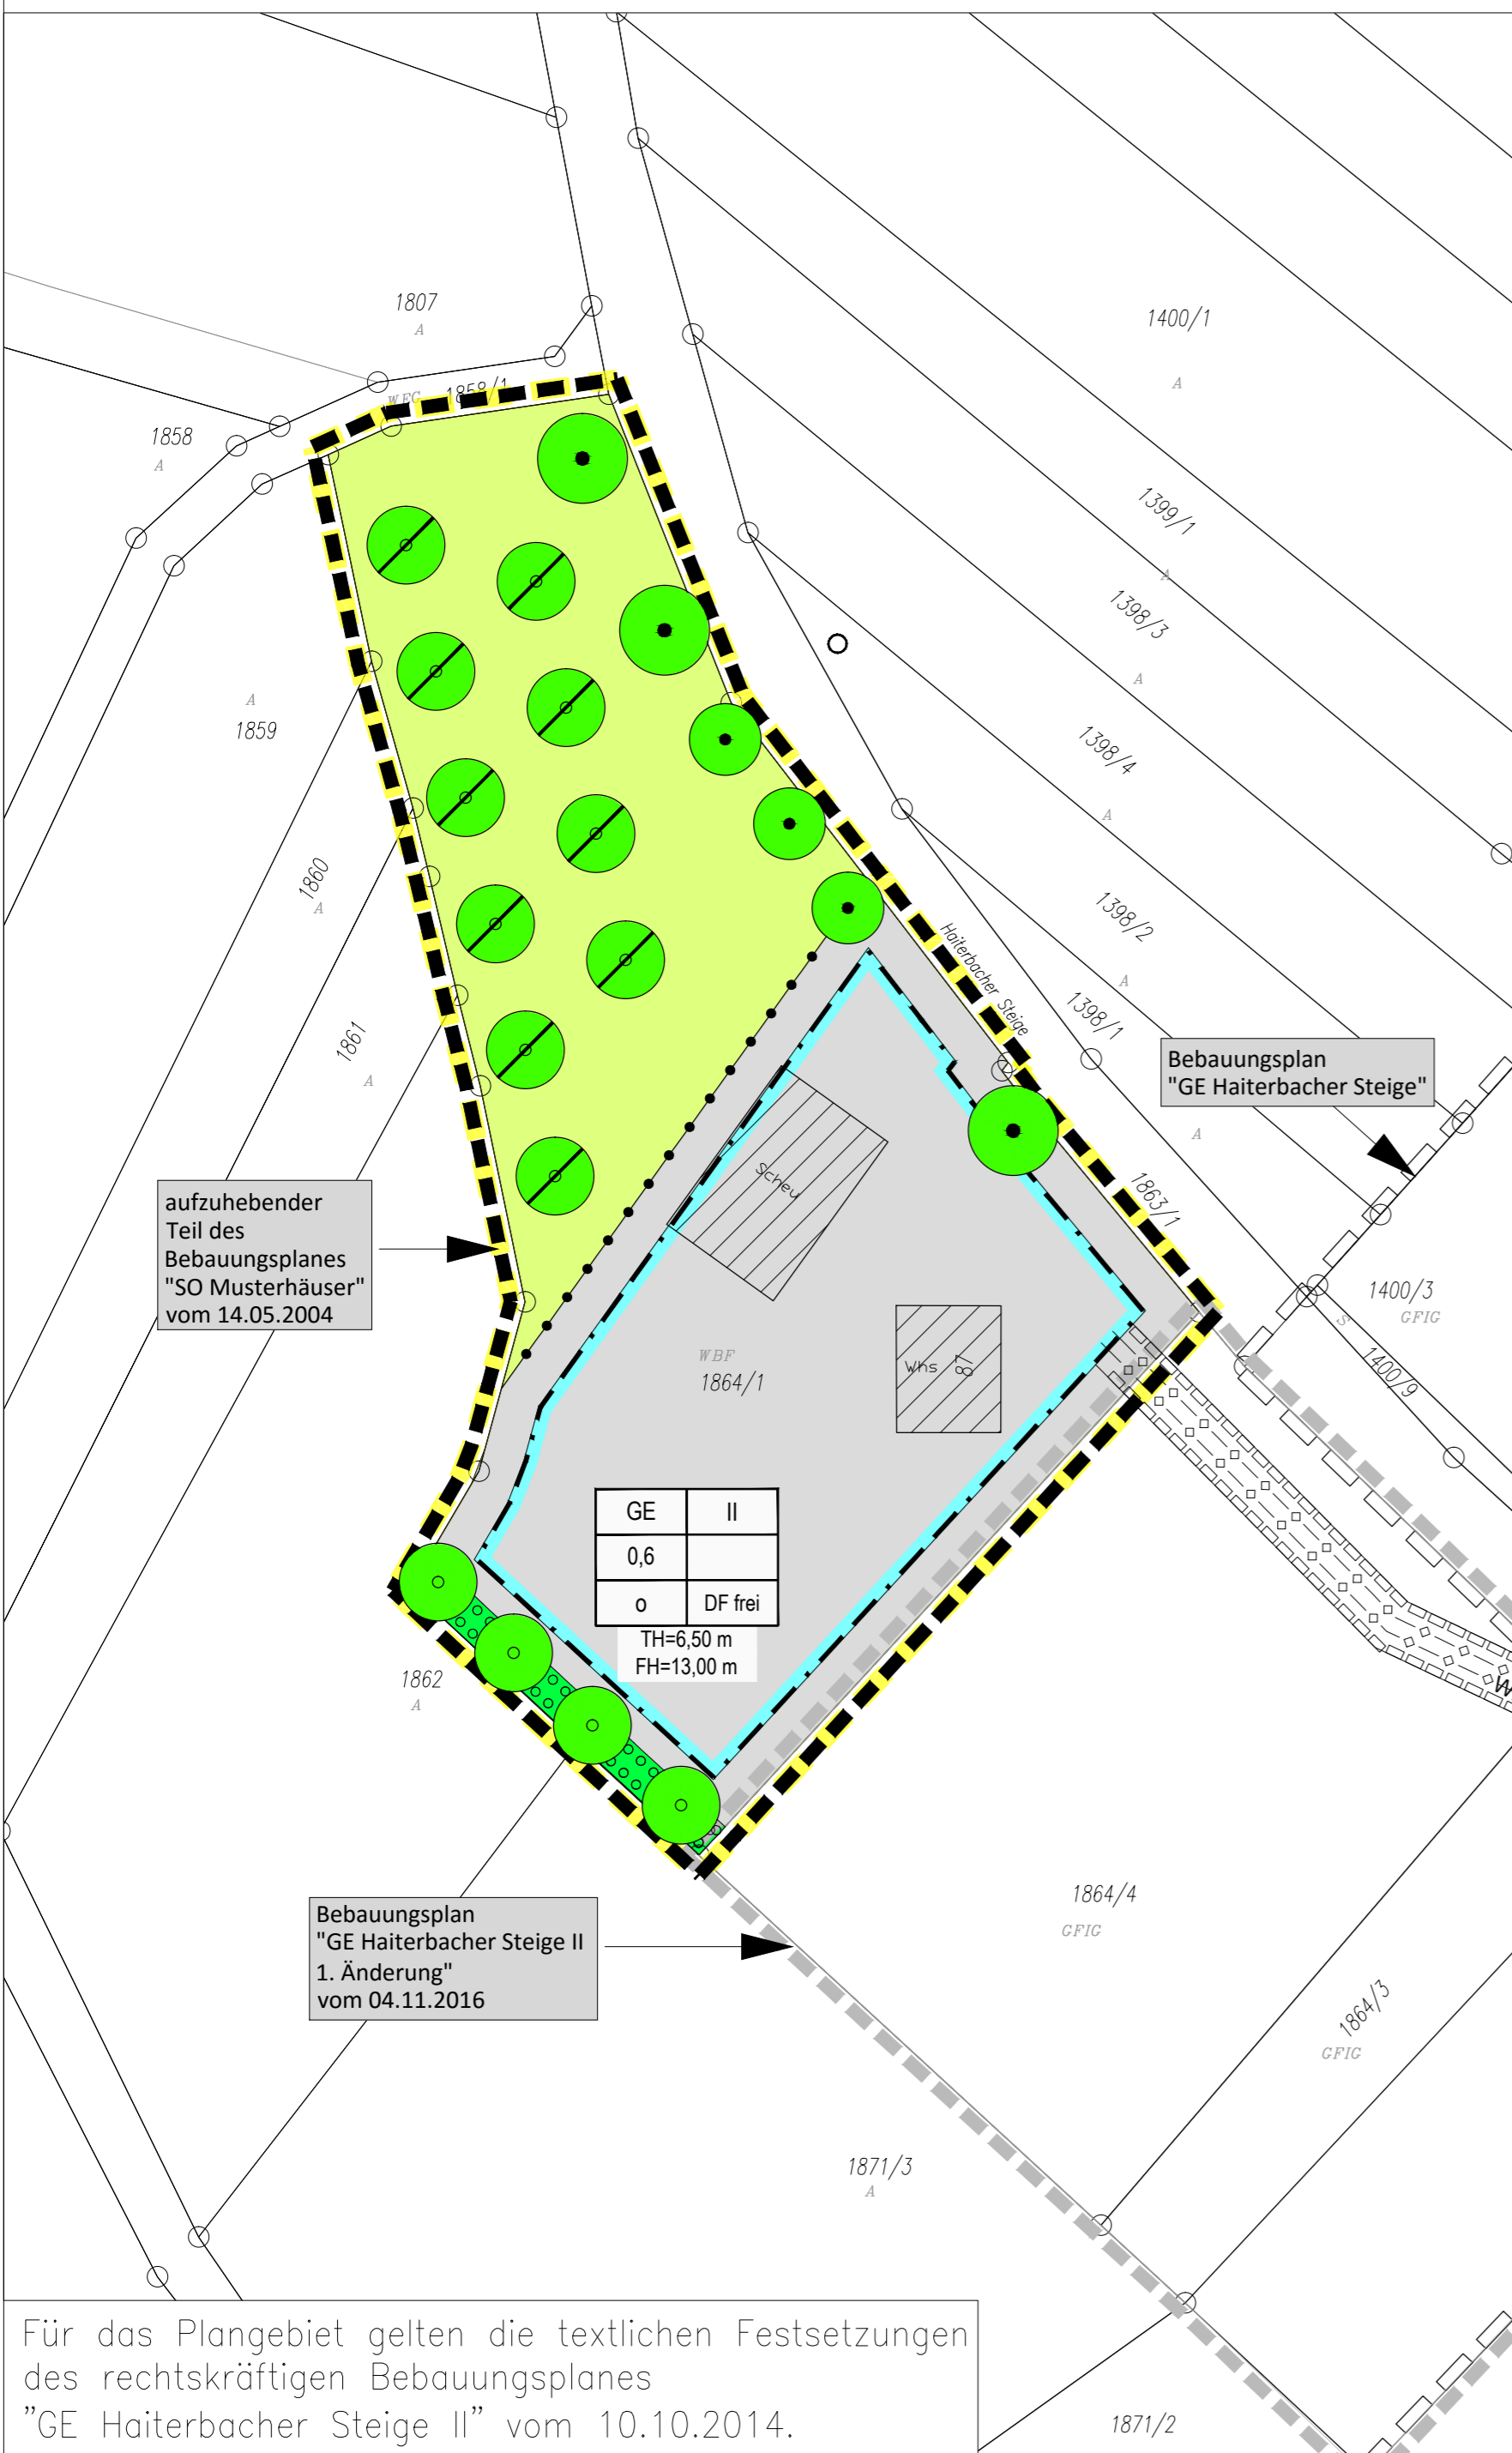 1807
A
1400/1
A
WEG
1858/1
1858
A
1399/1
A
1398/3
A
A
1859
1398/4
A
1860
A
1398/2
A
Haiterbacher Steige
1398/1
A
1861
A
Bebauungsplan
"GE Haiterbacher Steige"
Scheu
1863/1
aufzuhebender
Teil des
Bebauungsplanes
"SO Musterhäuser"
vom 14.05.2004
1400/3
GFIG
S
1400/9
WBF
1864/1
Whs
87
GE II
0,6
o DF frei
TH=6,50 m
FH=13,00 m
1862
A
W
1864/4
GFIG
Bebauungsplan
"GE Haiterbacher Steige II
1. Änderung"
vom 04.11.2016
1864/3
GFIG
1871/3
A
Für das Plangebiet gelten die textlichen Festsetzungen
des rechtskräftigen Bebauungsplanes
"GE Haiterbacher Steige II" vom 10.10.2014.
1871/2